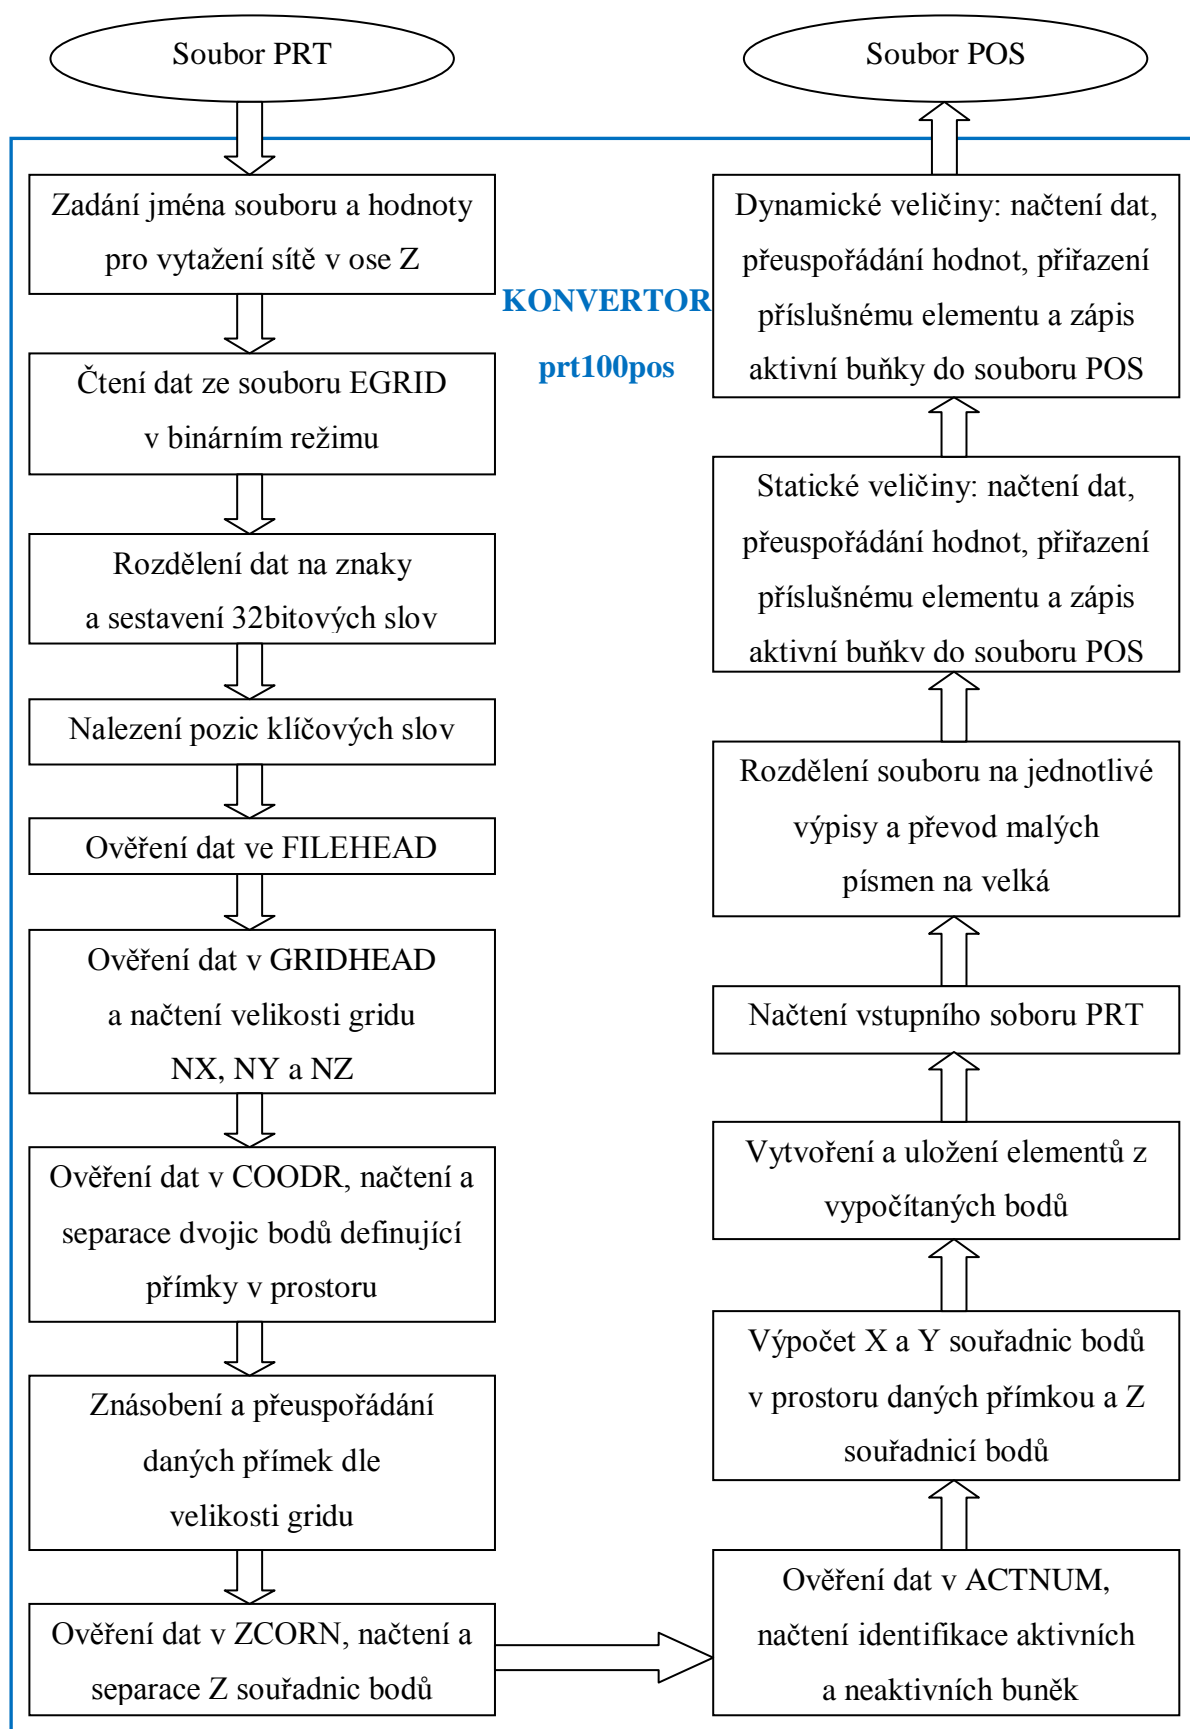 Soubor PRT
Zadání jména souboru a hodnoty
pro vytažení sítě v ose Z
Čtení dat ze souboru EGRID
v binárním režimu
Rozdělení dat na znaky
a sestavení 32bitových slov
Nalezení pozic klíčových slov
Ověření dat ve FILEHEAD
Ověření dat v GRIDHEAD
a načtení velikosti gridu
NX, NY a NZ
Ověření dat v COODR, načtení a
separace dvojic bodů definující
přímky v prostoru
Znásobení a přeuspořádání
daných přímek dle
velikosti gridu
Ověření dat v ZCORN, načtení a
separace Z souřadnic bodů
KONVERTOR
prt100pos
Soubor POS
Dynamické veličiny: načtení dat,
přeuspořádání hodnot, přiřazení
příslušnému elementu a zápis
aktivní buňky do souboru POS
Statické veličiny: načtení dat,
přeuspořádání hodnot, přiřazení
příslušnému elementu a zápis
aktivní buňky do souboru POS
Rozdělení souboru na jednotlivé
výpisy a převod malých
písmen na velká
Načtení vstupního soboru PRT
Vytvoření a uložení elementů z
vypočítaných bodů
Výpočet X a Y souřadnic bodů
v prostoru daných přímkou a Z
souřadnicí bodů
Ověření dat v ACTNUM,
načtení identifikace aktivních
a neaktivních buněk